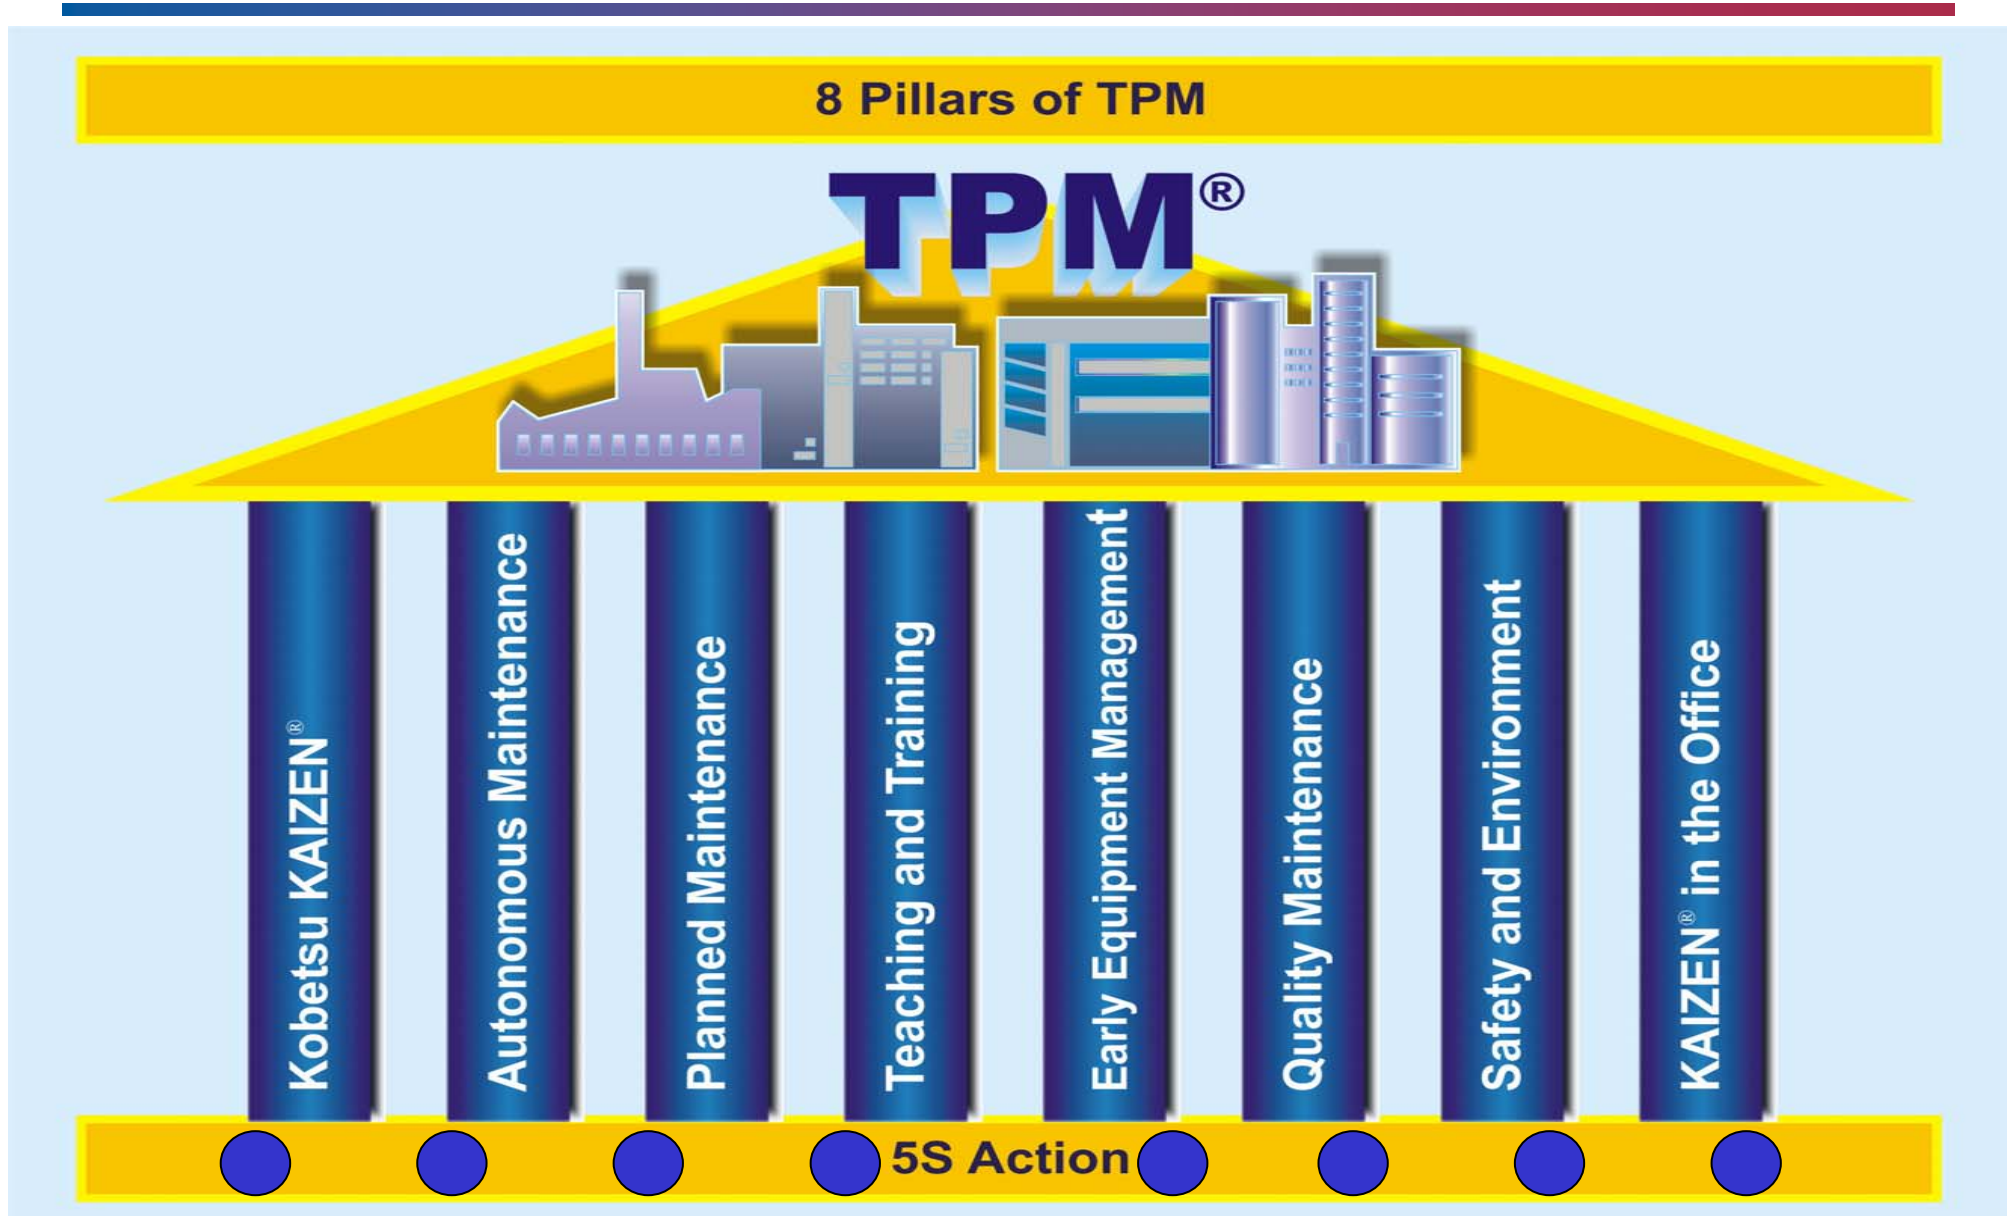 8 Pillars of TPM
TPM®
Kobetsu KAIZEN®
Autonomous Maintenance
Planned Maintenance
Teaching and Training
Early Equipment Management
Quality Maintenance
Safety and Environment
KAIZEN® in the Office
5S Action